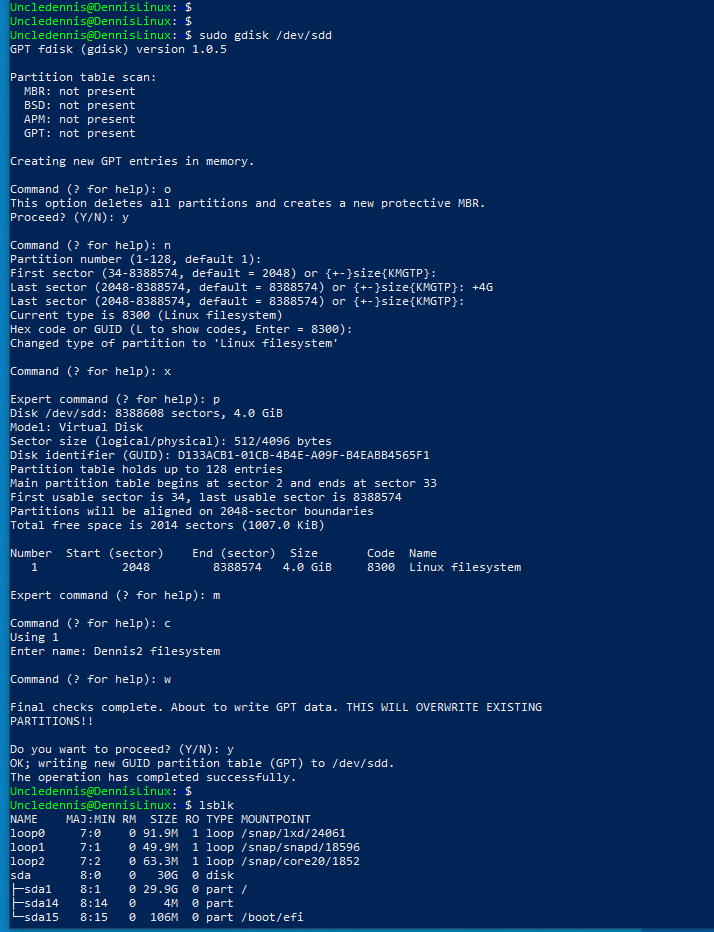 Uncledennis@DennisLinux: $
Uncledennis@DennisLinux: $
Uncledennis@DennisLinux: $ sudo gdisk /dev/sdd
GPT fdisk (gdisk) version 1.0.5
Partition table scan:
MBR: not present
BSD: not present
APM: not present
GPT: not present
Creating new GPT entries in memory.
Command (? for help): o
This option deletes all partitions and creates a new protective MBR.
Proceed? (Y/N): y
Command (? for help): n
Partition number (1-128, default 1):
First sector (34-8388574, default = 2048) or {+-}size{KMGTP}:
Last sector (2048-8388574, default = 8388574) or {+-}size{KMGTP}: +4G
Last sector (2048-8388574, default = 8388574) or {+-}size{KMGTP}:
Current type is 8300 (Linux filesystem)
Hex code or GUID (L to show codes, Enter = 8300):
Changed type of partition to 'Linux filesystem'
Command (? for help): x
Expert command (? for help): p
Disk /dev/sdd: 8388608 sectors, 4.0 GiB
Model: Virtual Disk
Sector size (logical/physical): 512/4096 bytes
Disk identifier (GUID): D133ACB1-01CB-4B4E-A09F-B4EABB4565F1
Partition table holds up to 128 entries
Main partition table begins at sector 2 and ends at sector 33
First usable sector is 34, last usable sector is 8388574
Partitions will be aligned on 2048-sector boundaries
Total free space is 2014 sectors (1007.0 KiB)
Number  Start (sector)    End (sector)  Size       Code  Name
1            2048         8388574   4.0 GiB     8300  Linux filesystem
Expert command (? for help): m
Command (? for help): c
Using 1
Enter name: Dennis2 filesystem
Command (? for help): w
Final checks complete. About to write GPT data. THIS WILL OVERWRITE EXISTING
PARTITIONS!!
Do you want to proceed? (Y/N): y
OK; writing new GUID partition table (GPT) to /dev/sdd.
The operation has completed successfully.
Uncledennis@DennisLinux: $
Uncledennis@DennisLinux: $ lsblk
NAME    MAJ:MIN RM  SIZE RO TYPE MOUNTPOINT
loop0     7:0    0 91.9M  1 loop /snap/lxd/24061
loop1     7:1    0 49.9M  1 loop /snap/snapd/18596
loop2     7:2    0 63.3M  1 loop /snap/core20/1852
sda       8:0    0   30G  0 disk
├─sda1    8:1    0 29.9G  0 part /
├─sda14   8:14   0    4M  0 part
└─sda15   8:15   0  106M  0 part /boot/efi